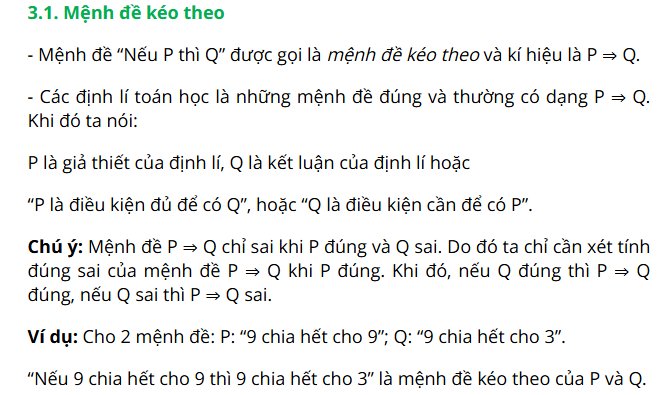 3.1. Mệnh đề kéo theo
- Mệnh đề “Nếu P thì Q” được gọi là mệnh đề kéo theo và kí hiệu là P ⇒ Q.
- Các định lí toán học là những mệnh đề đúng và thường có dạng P ⇒ Q.
Khi đó ta nói:
P là giả thiết của định lí, Q là kết luận của định lí hoặc
“P là điều kiện đủ để có Q”, hoặc “Q là điều kiện cần để có P”.
Chú ý: Mệnh đề P ⇒ Q chỉ sai khi P đúng và Q sai. Do đó ta chỉ cần xét tính
đúng sai của mệnh đề P ⇒ Q khi P đúng. Khi đó, nếu Q đúng thì P ⇒ Q
đúng, nếu Q sai thì P ⇒ Q sai.
Ví dụ: Cho 2 mệnh đề: P: “9 chia hết cho 9”; Q: “9 chia hết cho 3”.
“Nếu 9 chia hết cho 9 thì 9 chia hết cho 3” là mệnh đề kéo theo của P và Q.